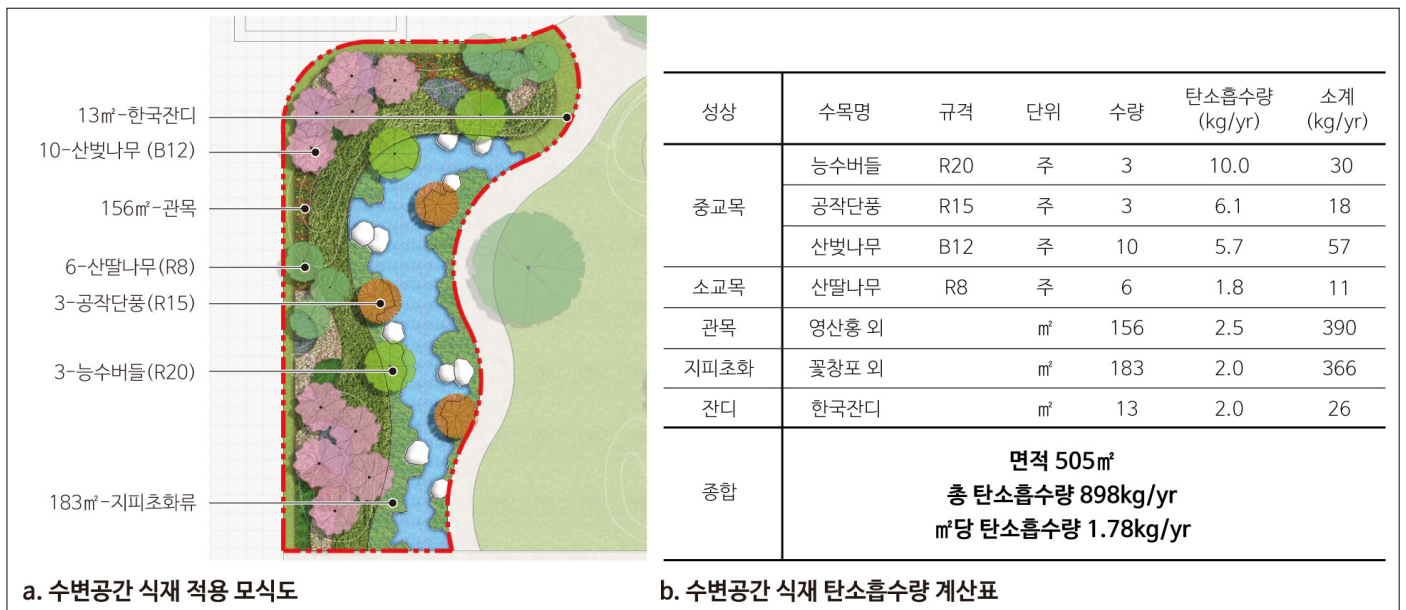 13㎡-한국잔디
10-산벚나무 (B12)
156㎡-관목
6-산딸나무(R8)
3-공작단풍(R15)
3-능수버들(R20)
183㎡-지피초화류
a. 수변공간 식재 적용 모식도
성상 수목명 규격 단위 수량 탄소흡수량 (kg/yr) 소계 (kg/yr)
중교목 능수버들 R20 주 3 10.0 30
공작단풍 R15 주 3 6.1 18
산벚나무 B12 주 10 5.7 57
소교목 산딸나무 R8 주 6 1.8 11
관목 영산홍 외 ㎡ 156 2.5 390
지피초화 꽃창포 외 ㎡ 183 2.0 366
잔디 한국잔디 ㎡ 13 2.0 26
종합
면적 505㎡
총 탄소흡수량 898kg/yr
㎡당 탄소흡수량 1.78kg/yr
b. 수변공간 식재 탄소흡수량 계산표